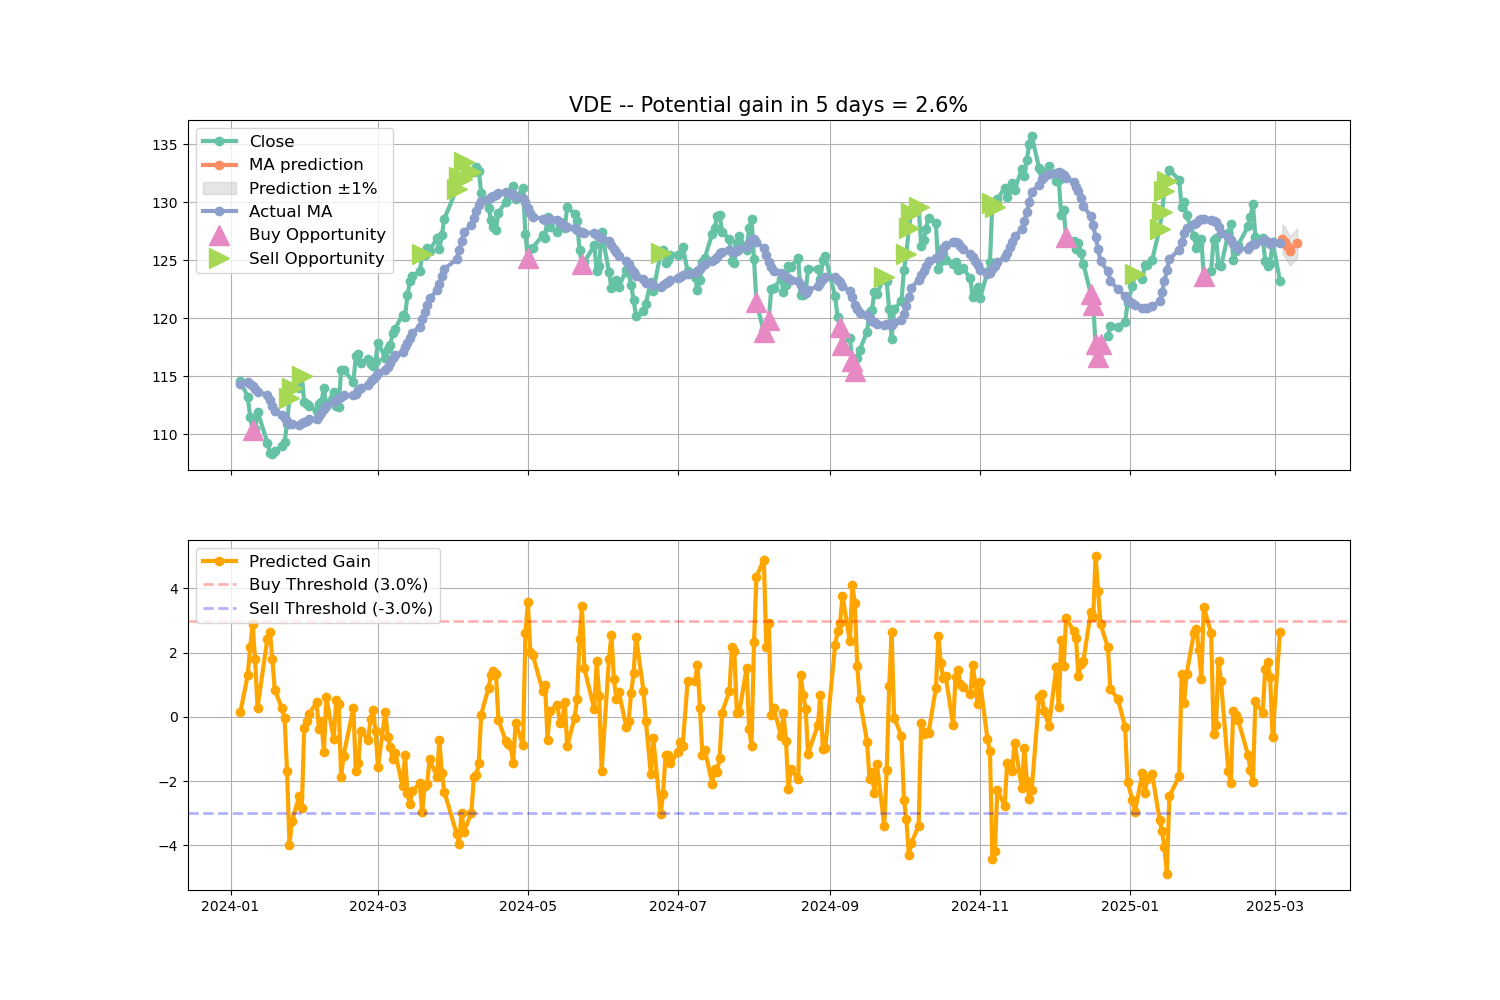 VDE -- Potential gain in 5 days = 2.6%
135
130
125
120
115
110
Close
MA prediction
Prediction ±1%
Actual MA
Buy Opportunity
Sell Opportunity
4
2
0
−2
−4
Predicted Gain
Buy Threshold (3.0%)
Sell Threshold (-3.0%)
2024-01
2024-03
2024-05
2024-07
2024-09
2024-11
2025-01
2025-03